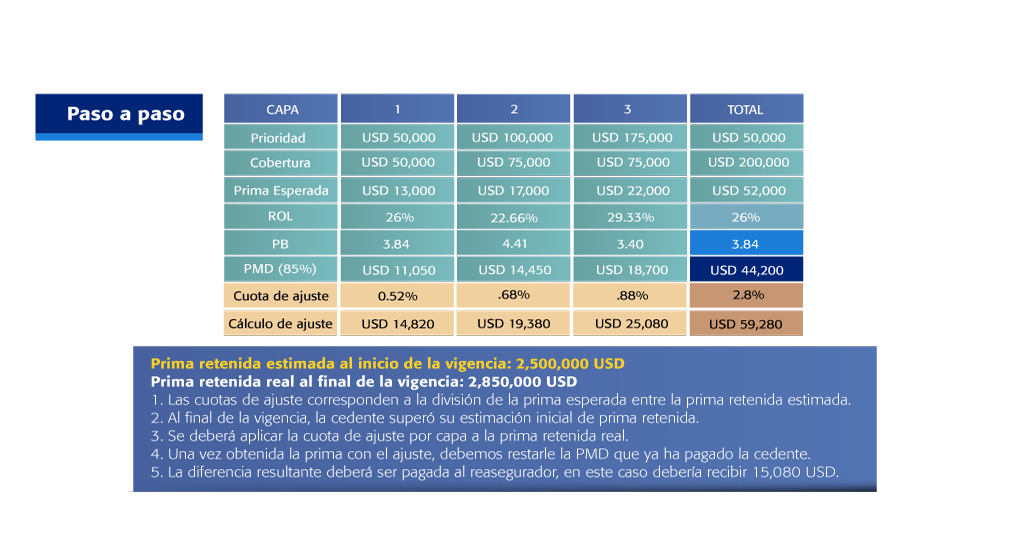 Paso a paso
CAPA 1 2 3 TOTAL
Prioridad USD 50,000 USD 100,000 USD 175,000 USD 50,000
Cobertura USD 50,000 USD 75,000 USD 75,000 USD 200,000
Prima Esperada USD 13,000 USD 17,000 USD 22,000 USD 52,000
ROL 26% 22.66% 29.33% 26%
PB 3.84 4.41 3.40 3.84
PMD (85%) USD 11,050 USD 14,450 USD 18,700 USD 44,200
Cuota de ajuste 0.52% .68% .88% 2.8%
Cálculo de ajuste USD 14,820 USD 19,380 USD 25,080 USD 59,280
Prima retenida estimada al inicio de la vigencia: 2,500,000 USD
Prima retenida real al final de la vigencia: 2,850,000 USD
1. Las cuotas de ajuste corresponden a la división de la prima esperada entre la prima retenida estimada.
2. Al final de la vigencia, la cedente superó su estimación inicial de prima retenida.
3. Se deberá aplicar la cuota de ajuste por capa a la prima retenida real.
4. Una vez obtenida la prima con el ajuste, debemos restarle la PMD que ya ha pagado la cedente.
5. La diferencia resultante deberá ser pagada al reasegurador, en este caso debería recibir 15,080 USD.